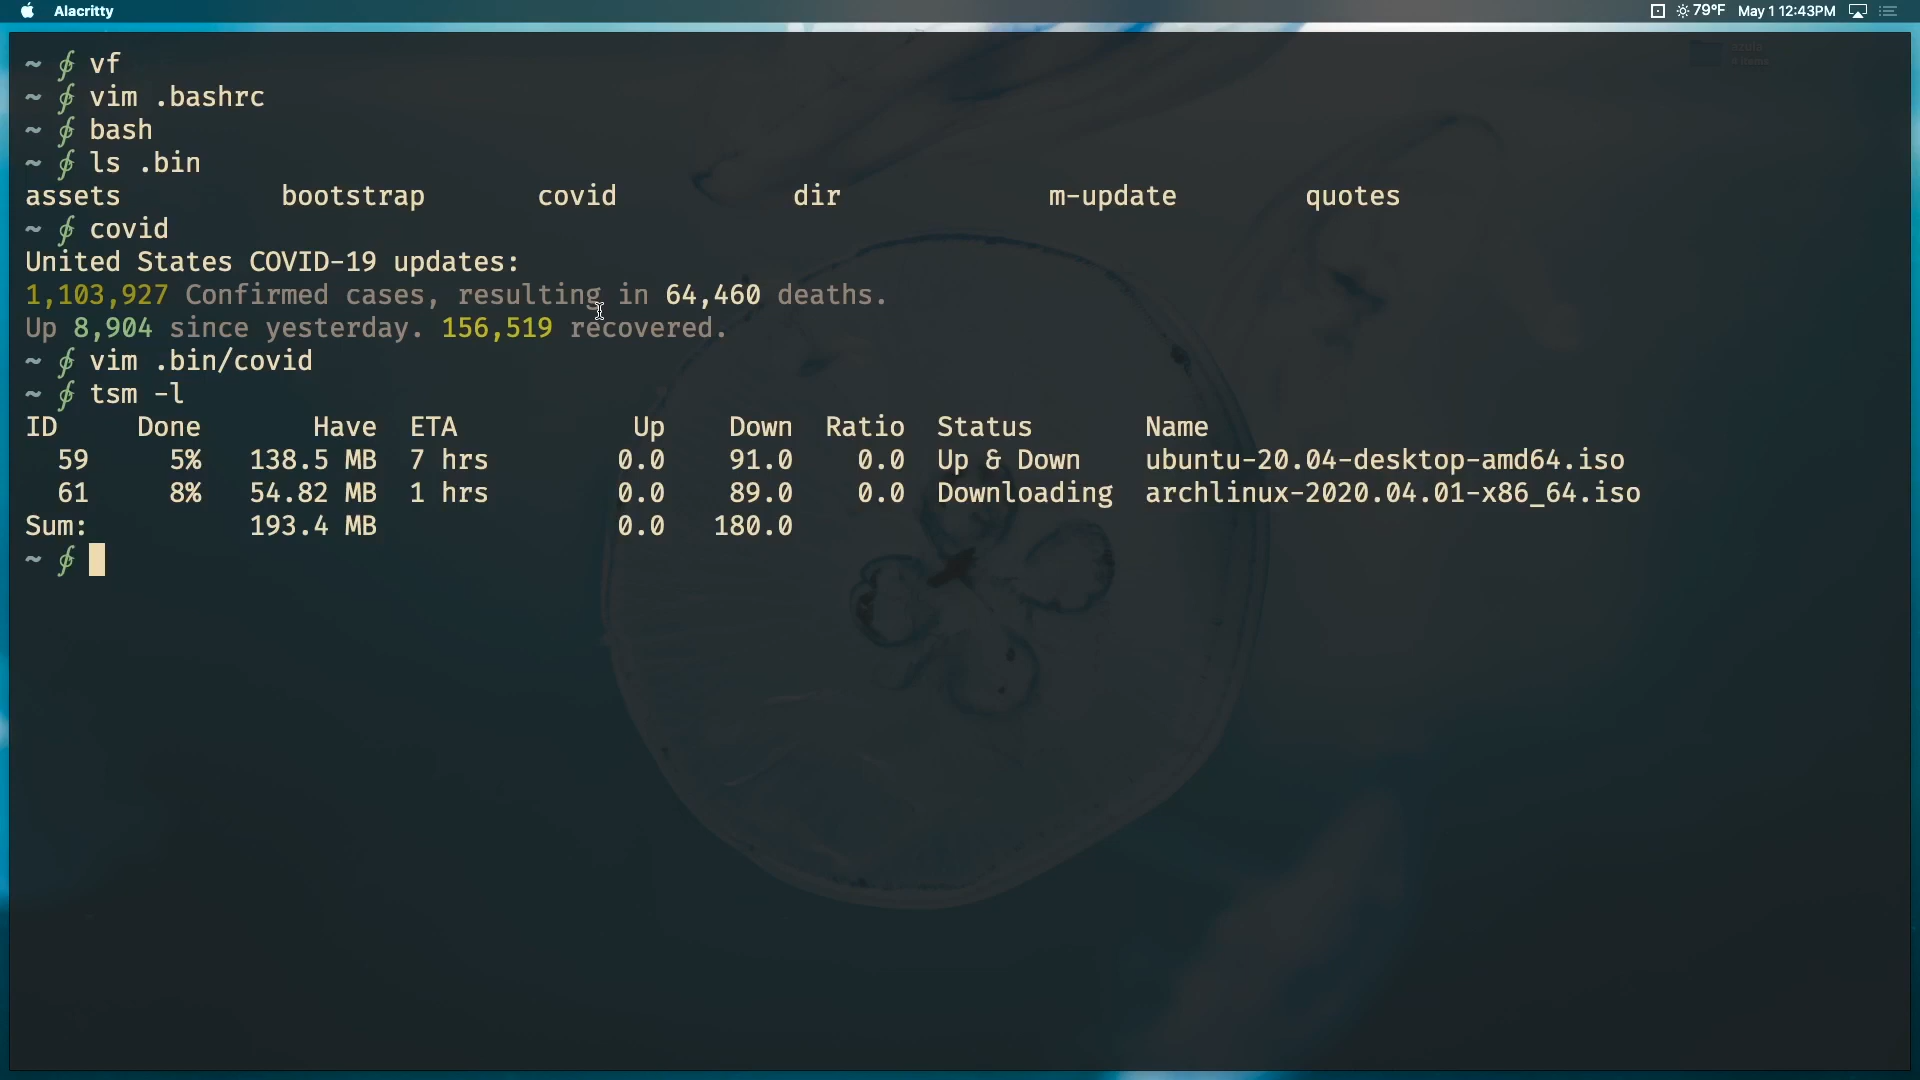 Alacritty 79°F May 1 12:43PM
~ ∮ vf
~ ∮ vim .bashrc
~ ∮ bash
~ ∮ ls .bin
assets bootstrap covid dir m-update quotes
~ ∮ covid
United States COVID-19 updates:
1,103,927 Confirmed cases, resulting in 64,460 deaths.
Up 8,904 since yesterday. 156,519 recovered.
~ ∮ vim .bin/covid
~ ∮ tsm -l
ID Done Have ETA Up Down Ratio Status Name
59 5% 138.5 MB 7 hrs 0.0 91.0 0.0 Up & Down ubuntu-20.04-desktop-amd64.iso
61 8% 54.82 MB 1 hrs 0.0 89.0 0.0 Downloading archlinux-2020.04.01-x86_64.iso
Sum: 193.4 MB 0.0 180.0
~ ∮